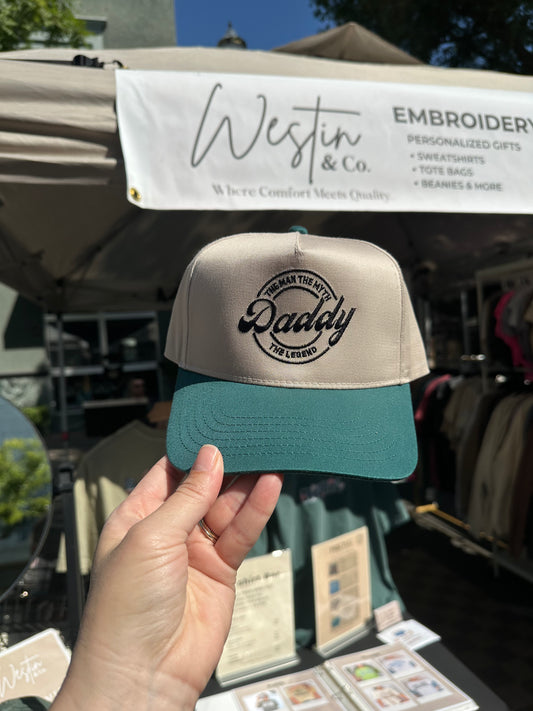 Westin
& Co.
Where Comfort Meets Quality
EMBROIDERY
PERSONALIZED GIFTS
• SWEATSHIRTS
• TOTE BAGS
• BEANIES & MORE
THE MAN THE MYTH
Daddy
THE LEGEND
Westin